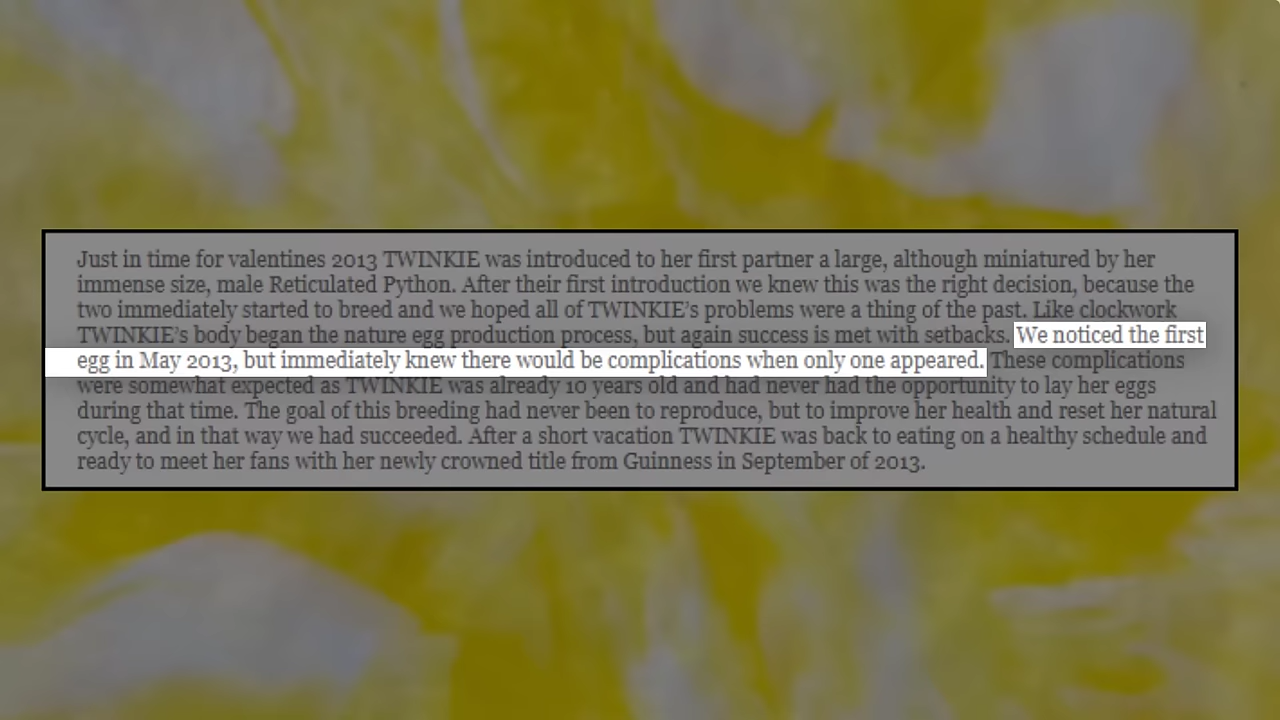 Just in time for valentines 2013 TWINKIE was introduced to her first partner a large, although miniatured by her
immense size, male Reticulated Python. After their first introduction we knew this was the right decision, because the
two immediately started to breed and we hoped all of TWINKIE's problems were a thing of the past. Like clockwork
TWINKIE's body began the nature egg production process, but again success is met with setbacks. We noticed the first
egg in May 2013, but immediately knew there would be complications when only one appeared. These complications
were somewhat expected as TWINKIE was already 10 years old and had never had the opportunity to lay her eggs
during that time. The goal of this breeding had never been to reproduce, but to improve her health and reset her natural
cycle, and in that way we had succeeded. After a short vacation TWINKIE was back to eating on a healthy schedule and
ready to meet her fans with her newly crowned title from Guinness in September of 2013.